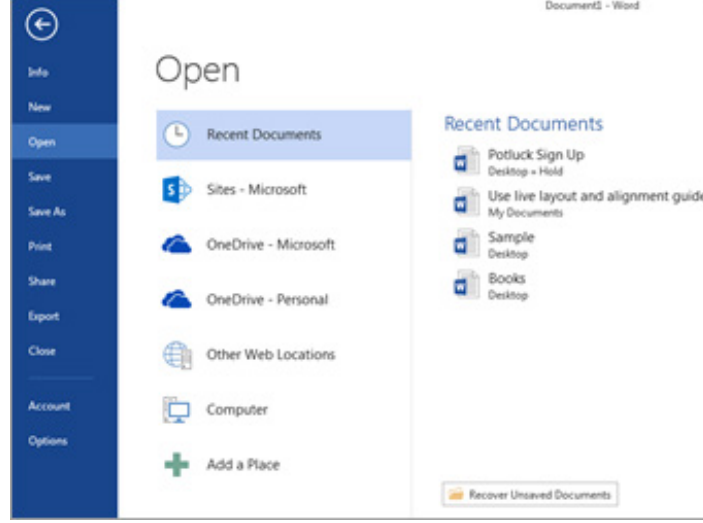 Document1 - Word
Info
New
Open
Save
Save As
Print
Share
Export
Close
Account
Options
Open
Recent Documents
Sites - Microsoft
OneDrive - Microsoft
OneDrive - Personal
Other Web Locations
Computer
Add a Place
Recent Documents
Potluck Sign Up
Desktop » Hold
Use live layout and alignment guide
My Documents
Sample
Desktop
Books
Desktop
Recover Unsaved Documents